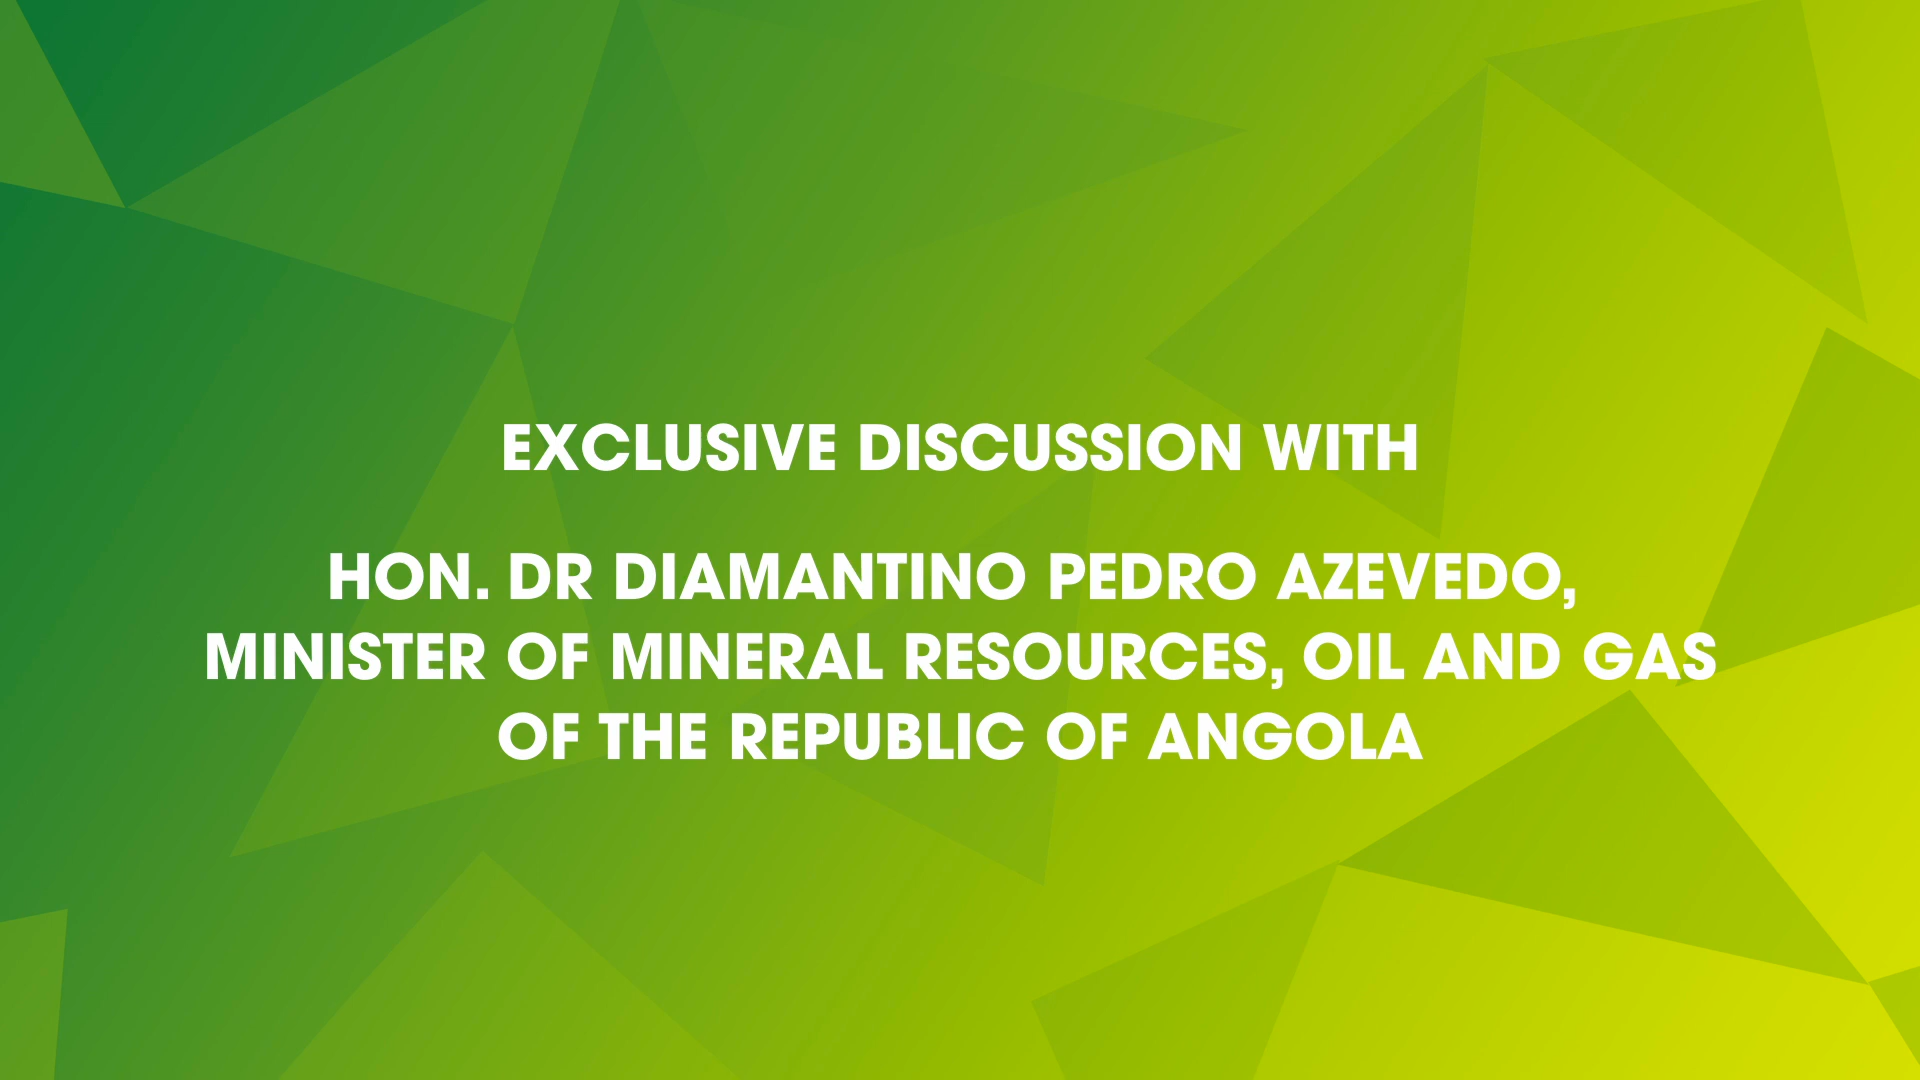 EXCLUSIVE DISCUSSION WITH
HON. DR DIAMANTINO PEDRO AZEVEDO,
MINISTER OF MINERAL RESOURCES, OIL AND GAS
OF THE REPUBLIC OF ANGOLA